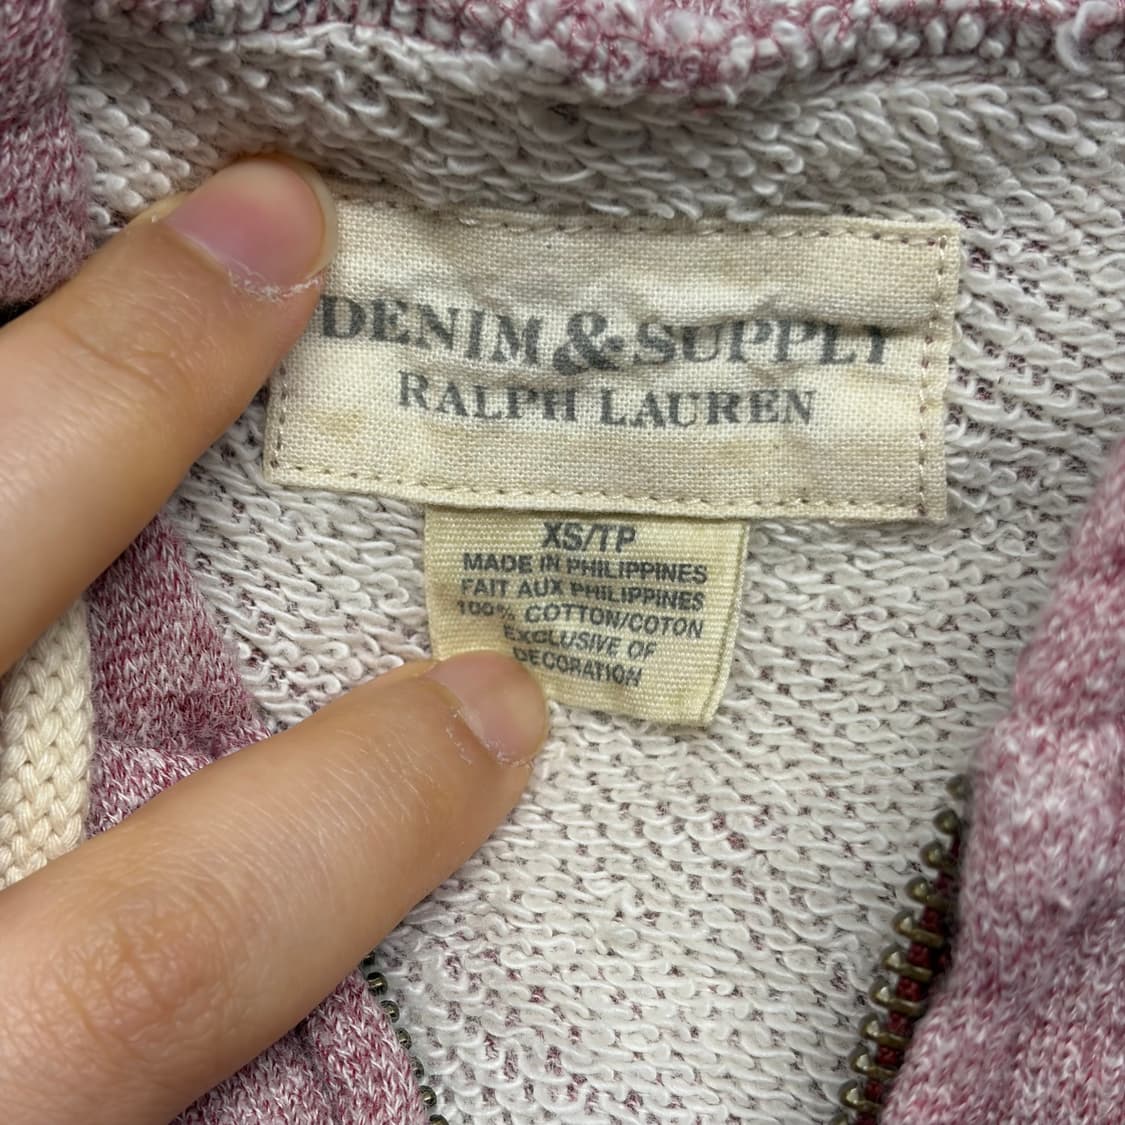 DENIM & SUPPLY
RALPH LAUREN
XS/TP
MADE IN PHILIPPINES
FAIT AUX PHILIPPINES
100% COTTON/COTON
EXCLUSIVE OF
DECORATION